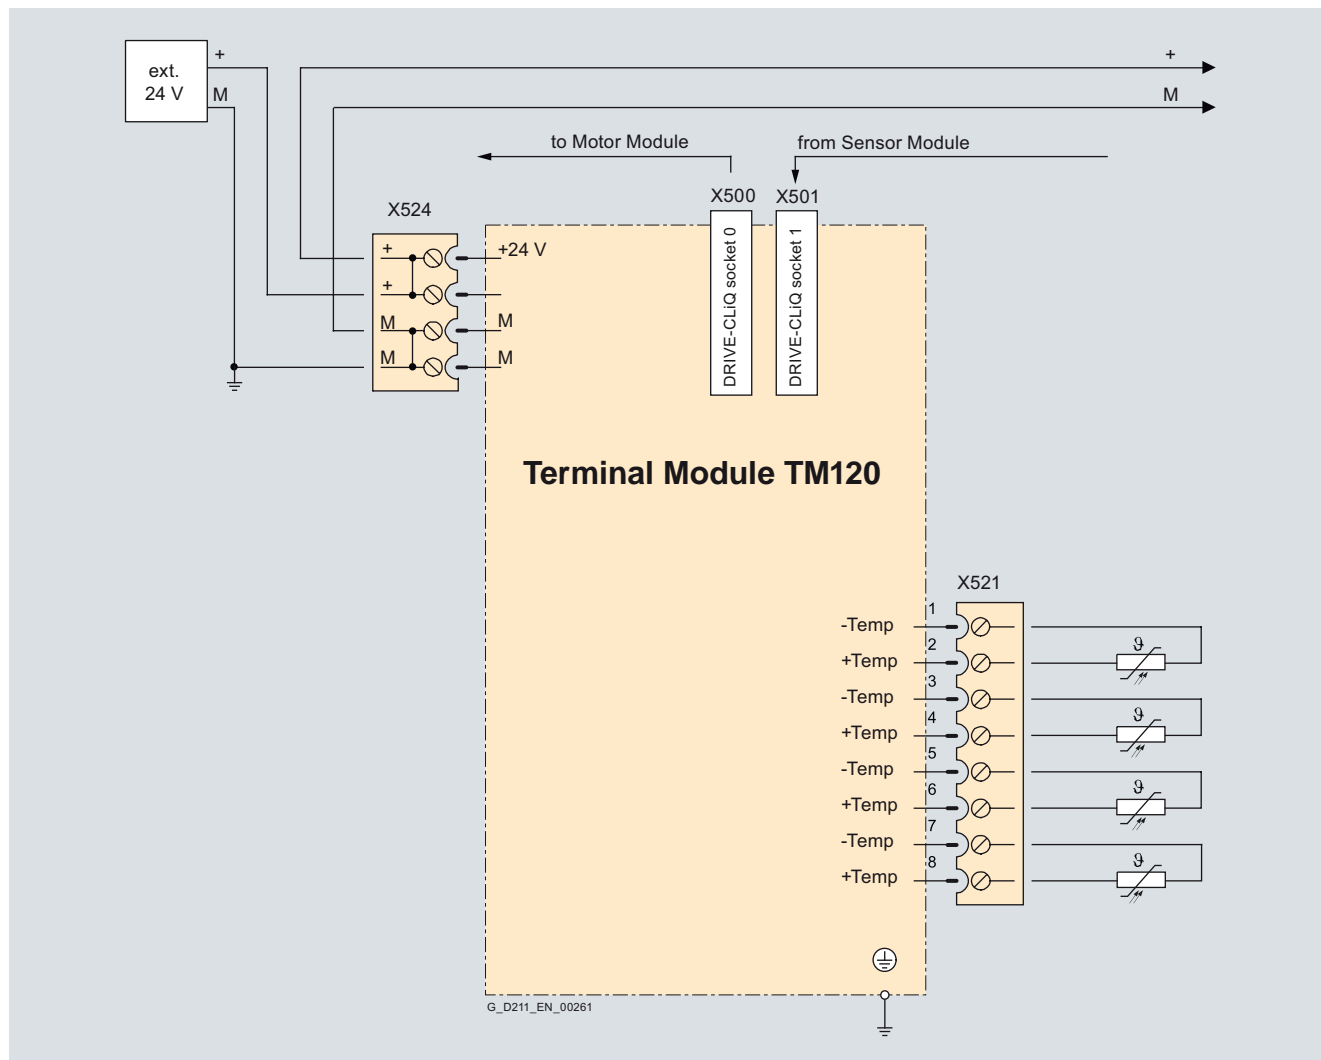 ext.
24 V
+
M
+
M
to Motor Module
from Sensor Module
X500
X501
X524
DRIVE-CLiQ socket 0
DRIVE-CLiQ socket 1
+
+24 V
+
M
M
M
M
Terminal Module TM120
X521
-Temp
1
+Temp
2
-Temp
3
+Temp
4
-Temp
5
+Temp
6
-Temp
7
+Temp
8
ϑ
ϑ
ϑ
ϑ
G_D211_EN_00261